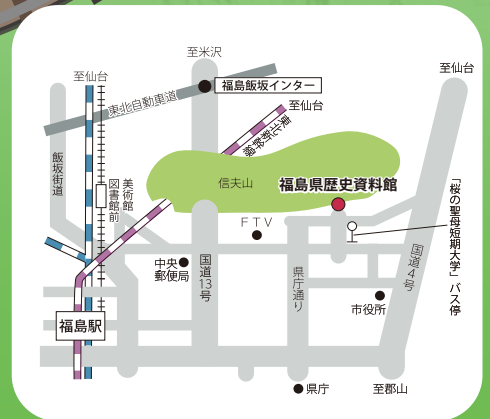 至米沢
至仙台
至仙台
福島飯坂インター
東北自動車道
至仙台
東北新幹線
飯坂街道
美術館
図書館前
信夫山
福島県歴史資料館
「桜の聖母短期大学」バス停
FTV
中央
郵便局
国道13号
県庁通り
国道4号
市役所
福島駅
県庁
至郡山